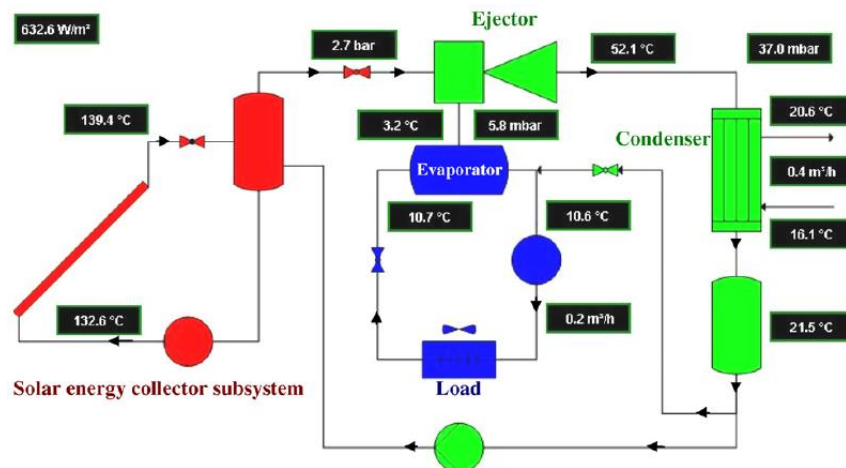 Ejector
632.6 W/m²
2.7 bar
52.1 °C
37.0 mbar
139.4 °C
3.2 °C
5.8 mbar
20.6 °C
Condenser
Evaporator
0.4 m³/h
10.7 °C
10.6 °C
16.1 °C
132.6 °C
0.2 m³/h
21.5 °C
Solar energy collector subsystem
Load